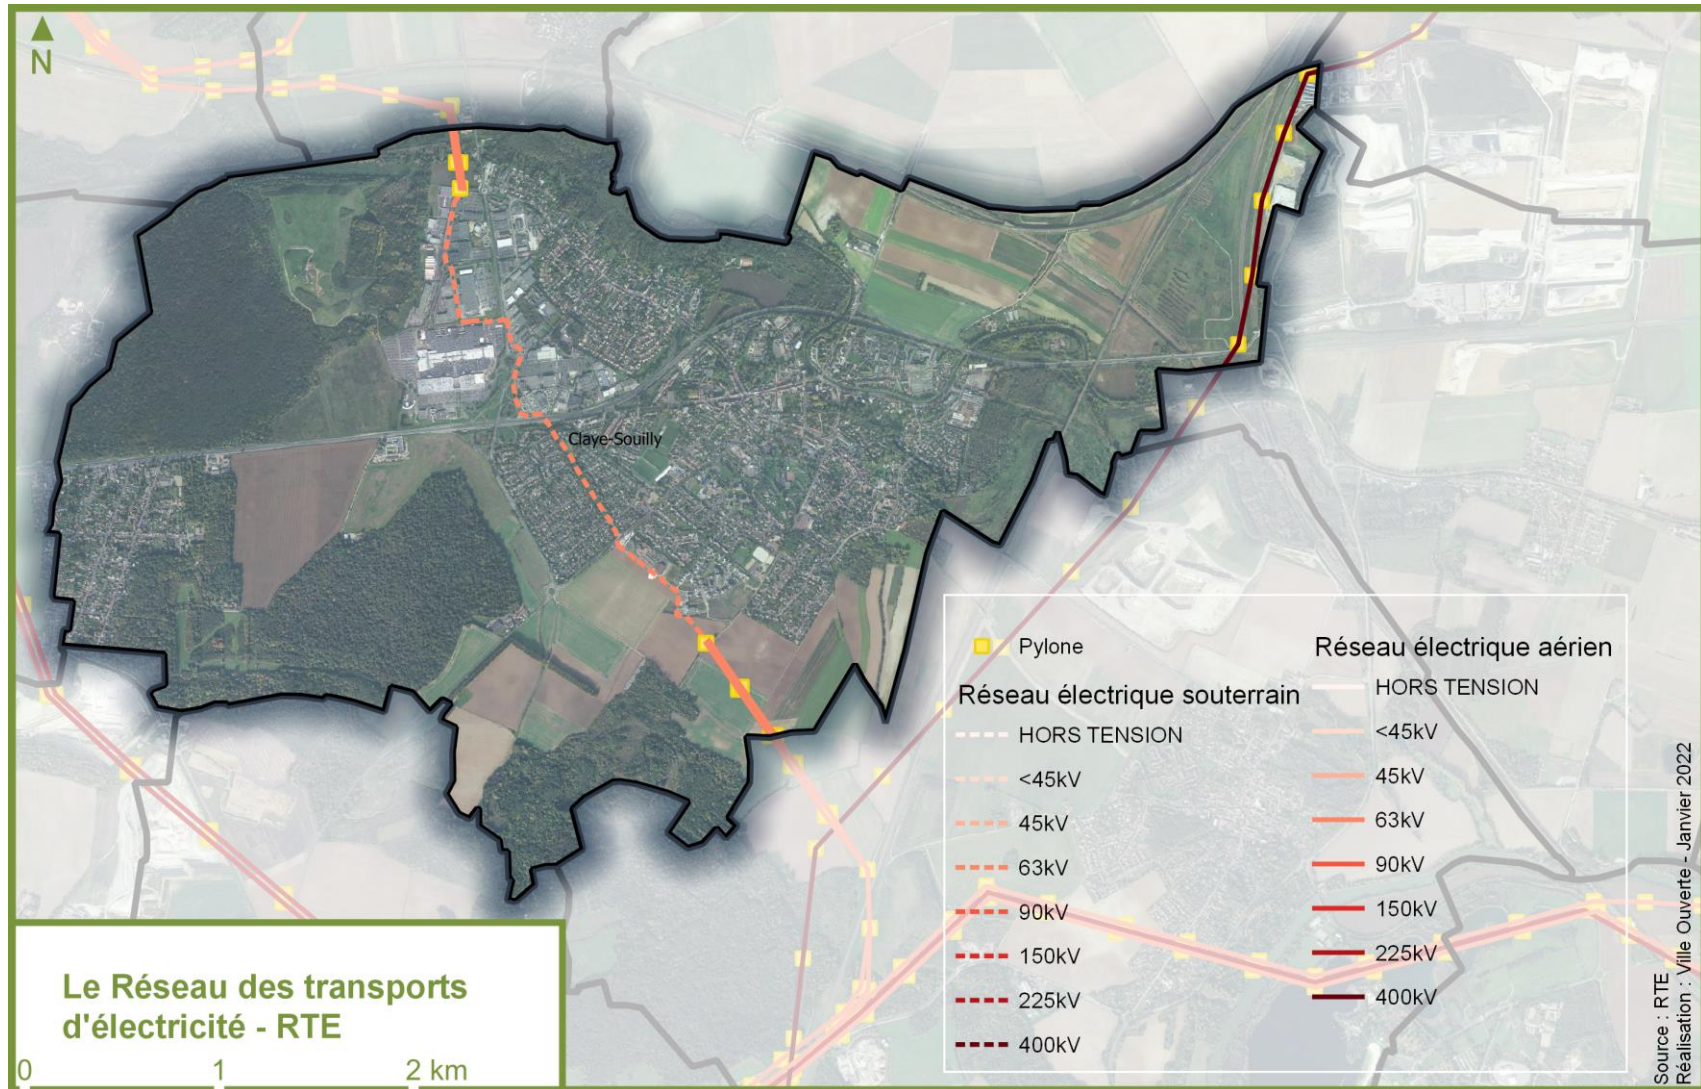 N
Claye-Souilly
Pylone
Réseau électrique souterrain
HORS TENSION
<45kV
45kV
63kV
90kV
150kV
225kV
400kV
Réseau électrique aérien
HORS TENSION
<45kV
45kV
63kV
90kV
150kV
225kV
400kV
Source : RTE
Réalisation : Ville Ouverte - Janvier 2022
Le Réseau des transports
d'électricité - RTE
0 1 2 km